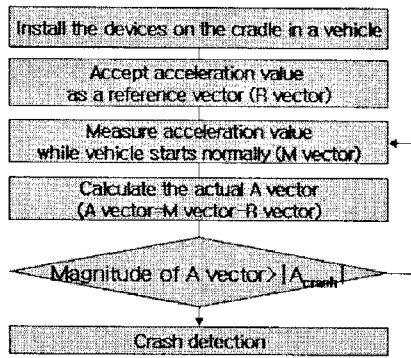 Install the devices on the cradle in a vehicle
Accept acceleration value
as a reference vector (R vector)
Measure acceleration value
while vehicle starts normally (M vector)
Calculate the actual A vector
(A vector=M vector-R vector)
Magnitude of A vector>|A_crash|
Crash detection